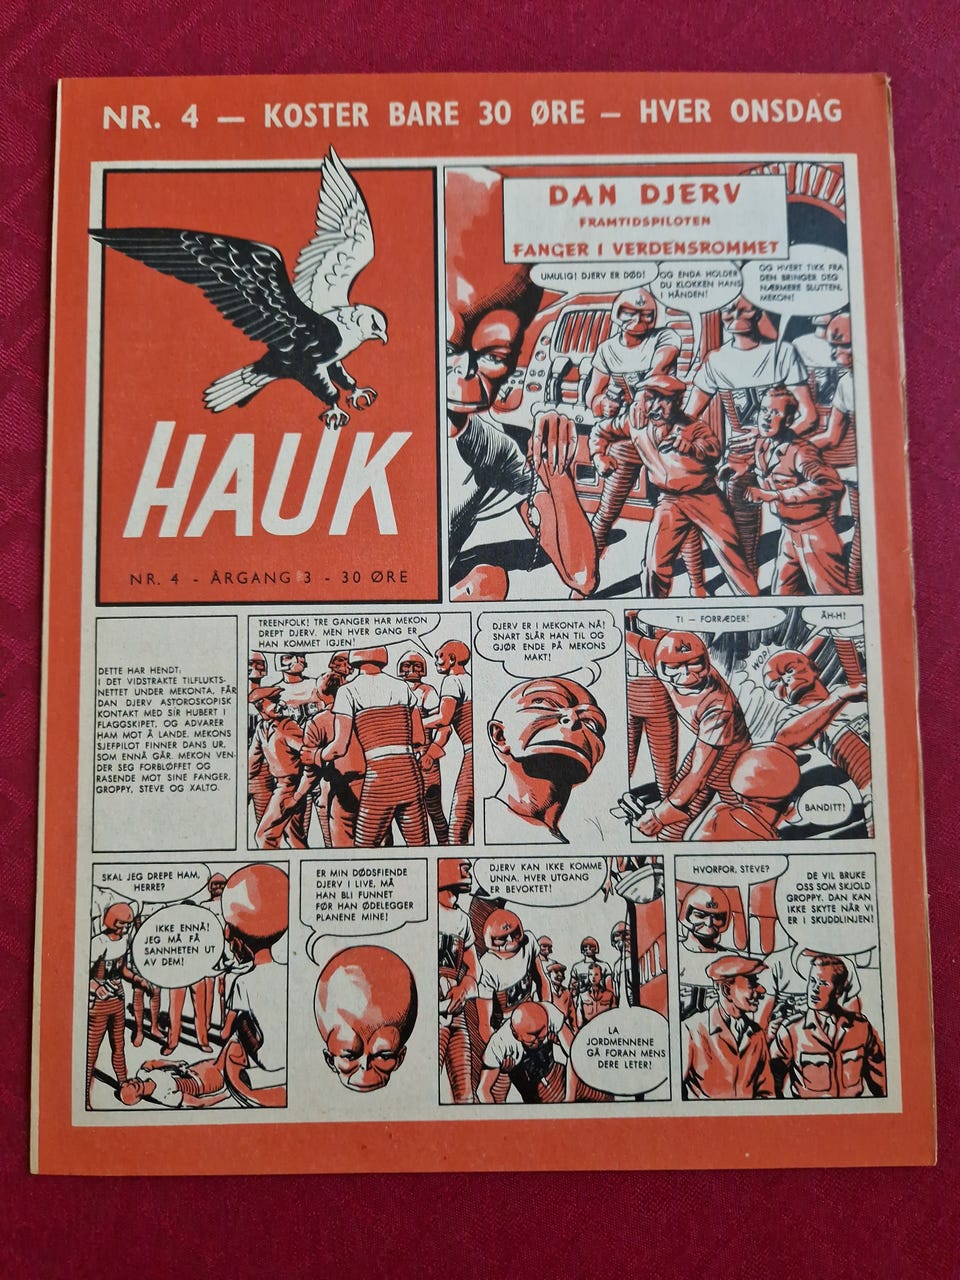 NR. 4 — KOSTER BARE 30 ØRE — HVER ONSDAG
HAUK
NR. 4 - ÅRGANG 3 - 30 ØRE
DAN DJERV
FRAMTIDSPILOTEN
FANGER I VERDENSROMMET
UMULIG! DJERV ER DØD!
OG ENDA HOLDER
DU KLOKKEN HANS
I HÅNDEN!
OG HVERT TIKK FRA
DEN BRINGER DEG
NÆRMERE SLUTTEN,
MEKON!
DETTE HAR HENDT:
I DET VIDSTRAKTE TILFLUKTS-
NETTET UNDER MEKONTA, FÅR
DAN DJERV ASTOROSKOPISK
KONTAKT MED SIR HUBERT I
FLAGGSKIPET, OG ADVARER
HAM MOT Å LANDE. MEKONS
SJEFPILOT FINNER DANS UR,
SOM ENNÅ GÅR. MEKON VEN-
DER SEG FORBLØFFET OG
RASENDE MOT SINE FANGER,
GROPPY, STEVE OG XALTO.
TREENFOLK! TRE GANGER HAR MEKON
DREPT DJERV. MEN HVER GANG ER
HAN KOMMET IGJEN!
DJERV ER I MEKONTA NÅ!
SNART SLÅR HAN TIL OG
GJØR ENDE PÅ MEKONS
MAKT!
TI — FORRÆDER!
ÅH-H!
WOP!
BANDITT!
SKAL JEG DREPE HAM,
HERRE?
IKKE ENNÅ!
JEG MÅ FÅ
SANNHETEN UT
AV DEM!
ER MIN DØDSFIENDE
DJERV I LIVE, MÅ
HAN BLI FUNNET
FØR HAN ØDELEGGER
PLANENE MINE!
DJERV KAN IKKE KOMME
UNNA. HVER UTGANG
ER BEVOKTET!
LA
JORDMENNENE
GÅ FORAN MENS
DERE LETER!
HVORFOR, STEVE?
DE VIL BRUKE
OSS SOM SKJOLD
GROPPY. DAN KAN
IKKE SKYTE NÅR VI
ER I SKUDDLINJEN!